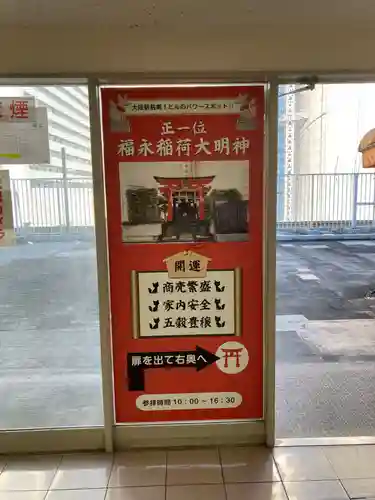 煙
大阪駅前第1ビルのパワースポット!!
正一位
福永稲荷大明神
開運
商売繁盛
家内安全
五穀豊穣
扉を出て右奥へ
参拝時間 10:00~16:30